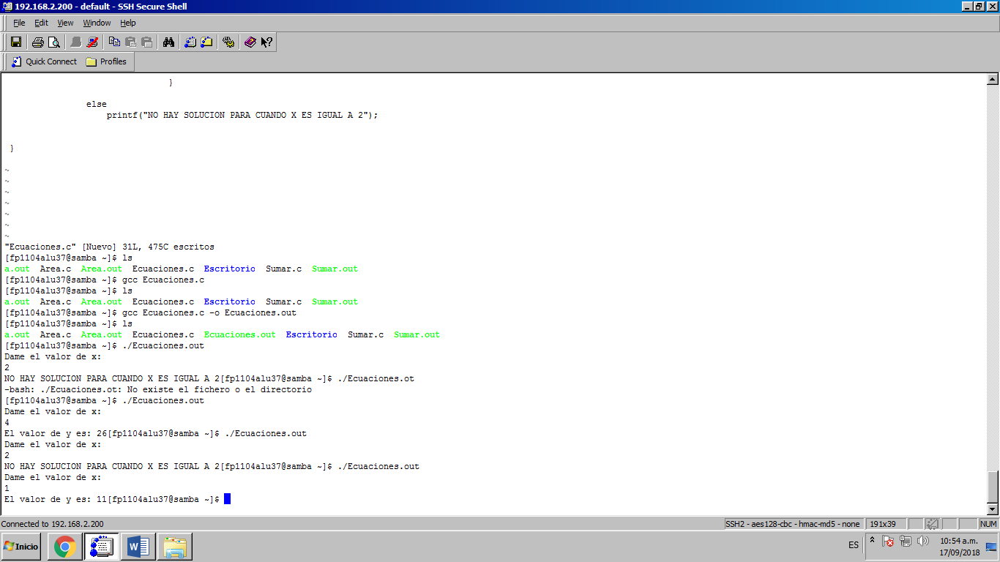 192.168.2.200 - default - SSH Secure Shell
File Edit View Window Help
Quick Connect Profiles
}
else
printf("NO HAY SOLUCION PARA CUANDO X ES IGUAL A 2");
}
~
~
~
~
~
~
~
"Ecuaciones.c" [Nuevo] 31L, 475C escritos
[fp1104alu37@samba ~]$ ls
a.out Area.c Area.out Ecuaciones.c Escritorio Sumar.c Sumar.out
[fp1104alu37@samba ~]$ gcc Ecuaciones.c
[fp1104alu37@samba ~]$ ls
a.out Area.c Area.out Ecuaciones.c Escritorio Sumar.c Sumar.out
[fp1104alu37@samba ~]$ gcc Ecuaciones.c -o Ecuaciones.out
[fp1104alu37@samba ~]$ ls
a.out Area.c Area.out Ecuaciones.c Ecuaciones.out Escritorio Sumar.c Sumar.out
[fp1104alu37@samba ~]$ ./Ecuaciones.out
Dame el valor de x:
2
NO HAY SOLUCION PARA CUANDO X ES IGUAL A 2[fp1104alu37@samba ~]$ ./Ecuaciones.ot
-bash: ./Ecuaciones.ot: No existe el fichero o el directorio
[fp1104alu37@samba ~]$ ./Ecuaciones.out
Dame el valor de x:
4
El valor de y es: 26[fp1104alu37@samba ~]$ ./Ecuaciones.out
Dame el valor de x:
2
NO HAY SOLUCION PARA CUANDO X ES IGUAL A 2[fp1104alu37@samba ~]$ ./Ecuaciones.out
Dame el valor de x:
1
El valor de y es: 11[fp1104alu37@samba ~]$
Connected to 192.168.2.200 SSH2 - aes128-cbc - hmac-md5 - none 191x39 NUM
Inicio ES 10:54 a.m.
17/09/2018